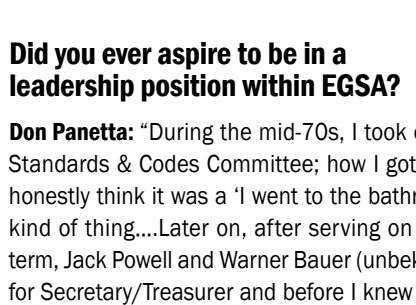 Did you ever aspire to be in a
leadership position within EGSA?
Don Panetta: “During the mid-70s, I took
Standards & Codes Committee; how I got
honestly think it was a ‘I went to the
kind of thing....Later on, after serving on
term, Jack Powell and Warner Bauer
for Secretary/Treasurer and before I knew